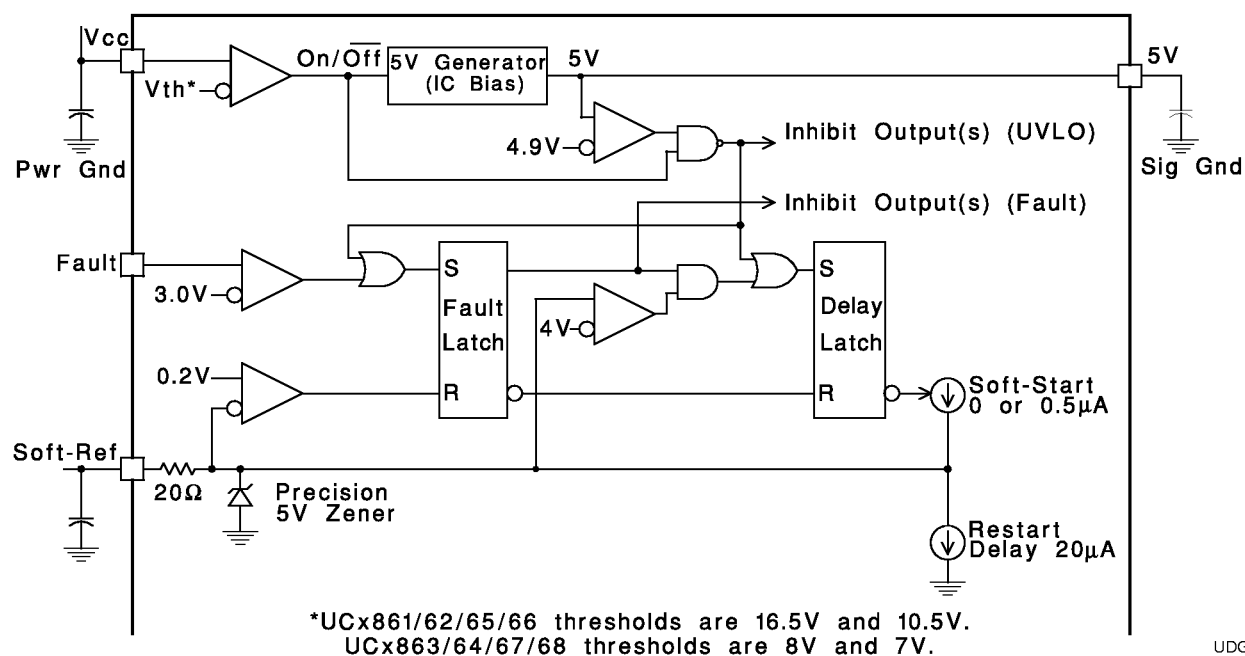 Vcc
On/Off
5V Generator
(IC Bias)
5V
5V
Vth*
4.9V
Inhibit Output(s) (UVLO)
Pwr Gnd
Sig Gnd
Inhibit Output(s) (Fault)
Fault
3.0V
S
Fault
Latch
R
4V
S
Delay
Latch
R
0.2V
Soft-Start
0 or 0.5µA
Soft-Ref
20Ω
Precision
5V Zener
Restart
Delay 20µA
*UCx861/62/65/66 thresholds are 16.5V and 10.5V.
UCx863/64/67/68 thresholds are 8V and 7V.
UDG